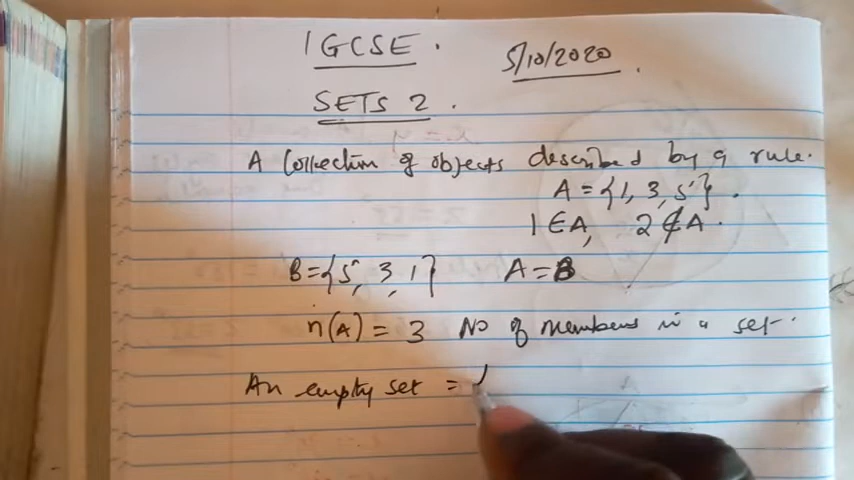 IGCSE.
5/10/2020.
SETS 2.
A Collection of objects described by a rule.
A = {1, 3, 5}.
1 ∈ A, 2 ∉ A.
B = {5, 3, 1} A = B
n(A) = 3 No of members in a set.
An empty set =